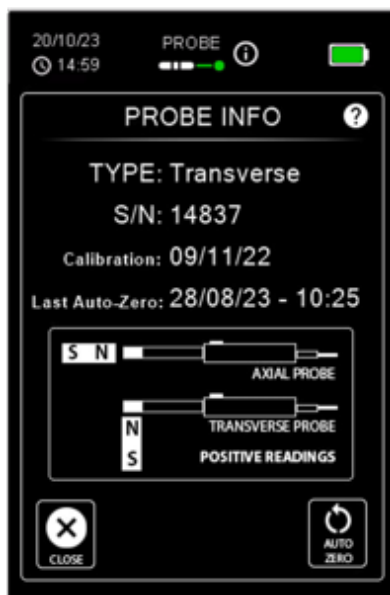 20/10/23 PROBE
14:59
PROBE INFO ?
TYPE: Transverse
S/N: 14837
Calibration: 09/11/22
Last Auto-Zero: 28/08/23 - 10:25
S N
AXIAL PROBE
N TRANSVERSE PROBE
S POSITIVE READINGS
CLOSE AUTO
ZERO